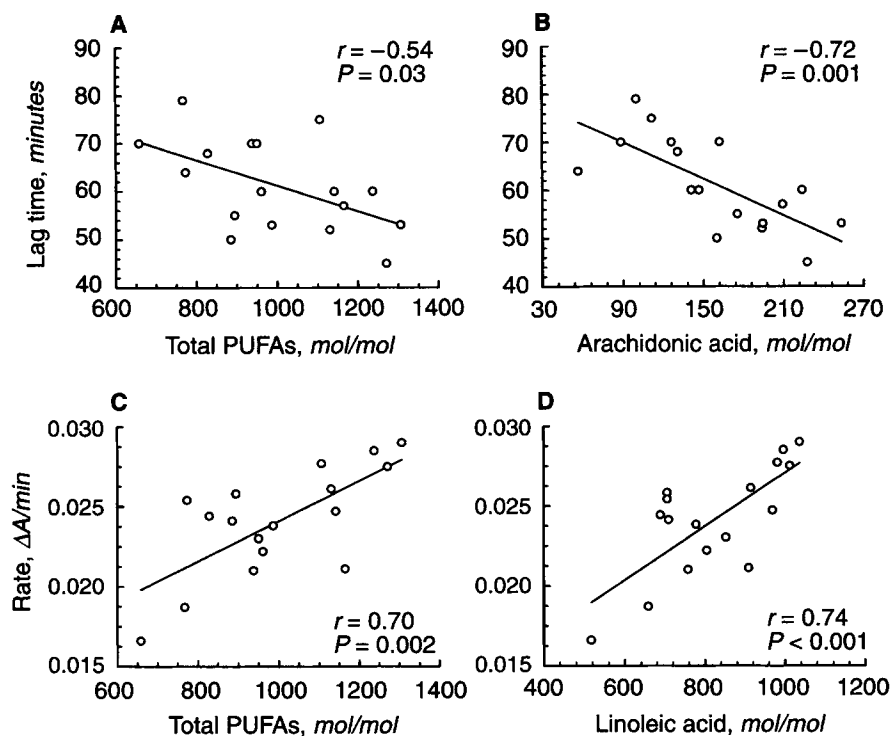 A
r = −0.54
P = 0.03
Lag time, minutes
90
80
70
60
50
40
600 800 1000 1200 1400
Total PUFAs, mol/mol
B
r = −0.72
P = 0.001
90
80
70
60
50
40
30 90 150 210 270
Arachidonic acid, mol/mol
C
Rate, ΔA/min
0.030
0.025
0.020
0.015
r = 0.70
P = 0.002
600 800 1000 1200 1400
Total PUFAs, mol/mol
D
0.030
0.025
0.020
0.015
r = 0.74
P < 0.001
400 600 800 1000 1200
Linoleic acid, mol/mol